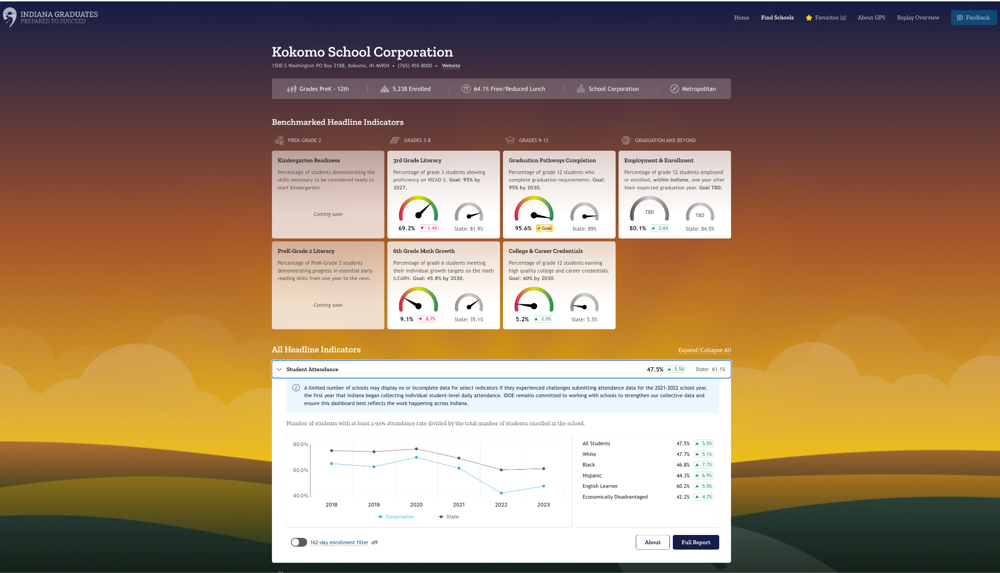 INDIANA GRADUATES
PREPARED TO SUCCEED
Home
Find Schools
Favorites (2)
About GPS
Replay Overview
Feedback
Kokomo School Corporation
1500 S Washington PO Box 2188, Kokomo, IN 46904 • (765) 455-8000 • Website
Grades PreK - 12th
5,238 Enrolled
64.1% Free/Reduced Lunch
School Corporation
Metropolitan
Benchmarked Headline Indicators
PREK-GRADE 2
GRADES 3-8
GRADES 9-12
GRADUATION AND BEYOND
Kindergarten Readiness
Percentage of students demonstrating the
skills necessary to be considered ready to
start kindergarten.
Coming soon
3rd Grade Literacy
Percentage of grade 3 students showing
proficiency on IREAD-3. Goal: 95% by
2027.
69.2% ▼ 1.4%
State: 81.9%
Graduation Pathways Completion
Percentage of grade 12 students who
complete graduation requirements. Goal:
95% by 2030.
95.6% ✓ Goal
State: 89%
Employment & Enrollment
Percentage of grade 12 students employed
or enrolled, within Indiana, one year after
their expected graduation year. Goal TBD.
TBD
TBD
80.1% ▲ 2.6%
State: 84.5%
PreK-Grade 2 Literacy
Percentage of PreK-Grade 2 students
demonstrating progress in essential early
reading skills from one year to the next.
Coming soon
6th Grade Math Growth
Percentage of grade 6 students meeting
their individual growth targets on the math
ILEARN. Goal: 45.8% by 2030.
9.1% ▼ 8.7%
State: 35.1%
College & Career Credentials
Percentage of grade 12 students earning
high quality college and career credentials.
Goal: 60% by 2030.
5.2% ▲ 2.0%
State: 5.5%
All Headline Indicators
Expand/Collapse All
Student Attendance
47.5% ▲ 5.5%
State: 61.1%
A limited number of schools may display no or incomplete data for select indicators if they experienced challenges submitting attendance data for the 2021-2022 school year,
the first year that Indiana began collecting individual student-level daily attendance. IDOE remains committed to working with schools to strengthen our collective data and
ensure this dashboard best reflects the work happening across Indiana.
Number of students with at least a 94% attendance rate divided by the total number of students enrolled in the school.
80.0%
60.0%
40.0%
2018 2019 2020 2021 2022 2023
Corporation
State
All Students 47.5% ▲ 5.5%
White 47.7% ▲ 5.1%
Black 46.8% ▲ 7.7%
Hispanic 44.3% ▲ 6.9%
English Learner 60.2% ▲ 5.5%
Economically Disadvantaged 42.2% ▲ 4.7%
162-day enrollment filter off
About
Full Report